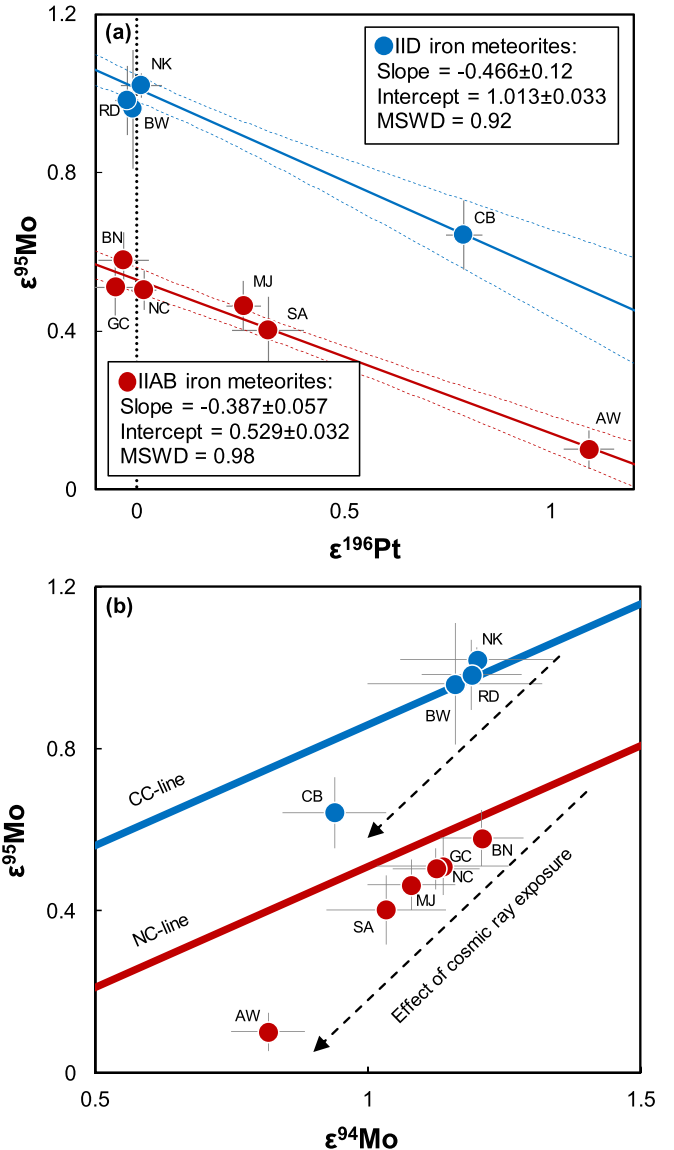 (a)
1.2
0.8
0.4
0
ε95Mo
NK
RD
BW
IID iron meteorites:
Slope = -0.466±0.12
Intercept = 1.013±0.033
MSWD = 0.92
CB
BN
GC
NC
MJ
SA
AW
IIAB iron meteorites:
Slope = -0.387±0.057
Intercept = 0.529±0.032
MSWD = 0.98
0
0.5
1
ε196Pt
(b)
1.2
0.8
0.4
0
ε95Mo
NK
RD
BW
CC-line
CB
BN
GC
NC
MJ
SA
NC-line
AW
Effect of cosmic ray exposure
0.5
1
1.5
ε94Mo